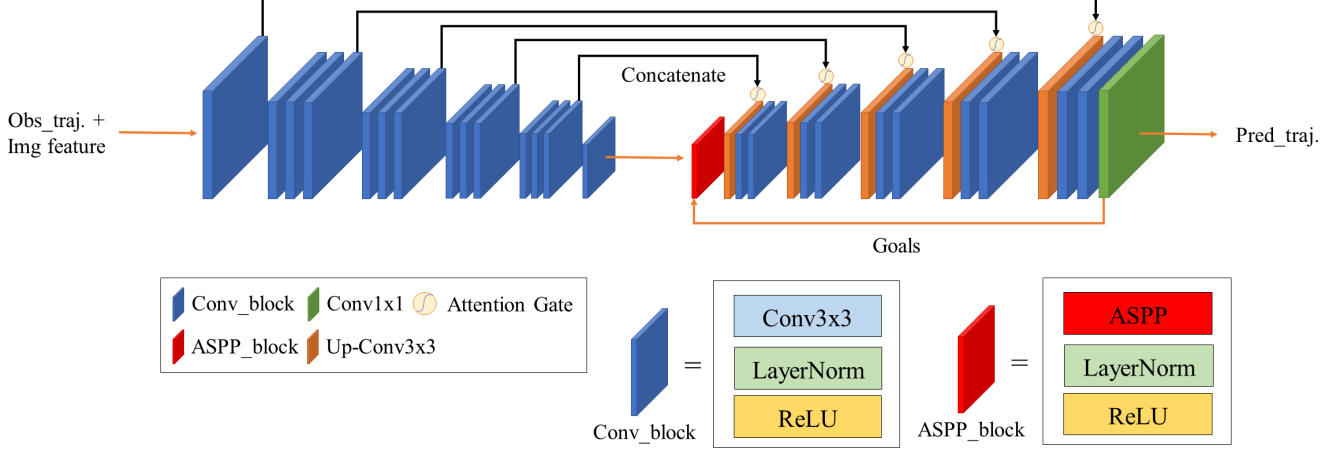 Concatenate
Obs_traj. +
Img feature
Pred_traj.
Goals
Conv_block
Conv1x1
Attention Gate
ASPP_block
Up-Conv3x3
Conv3x3
LayerNorm
ReLU
=
Conv_block
ASPP
LayerNorm
ReLU
=
ASPP_block